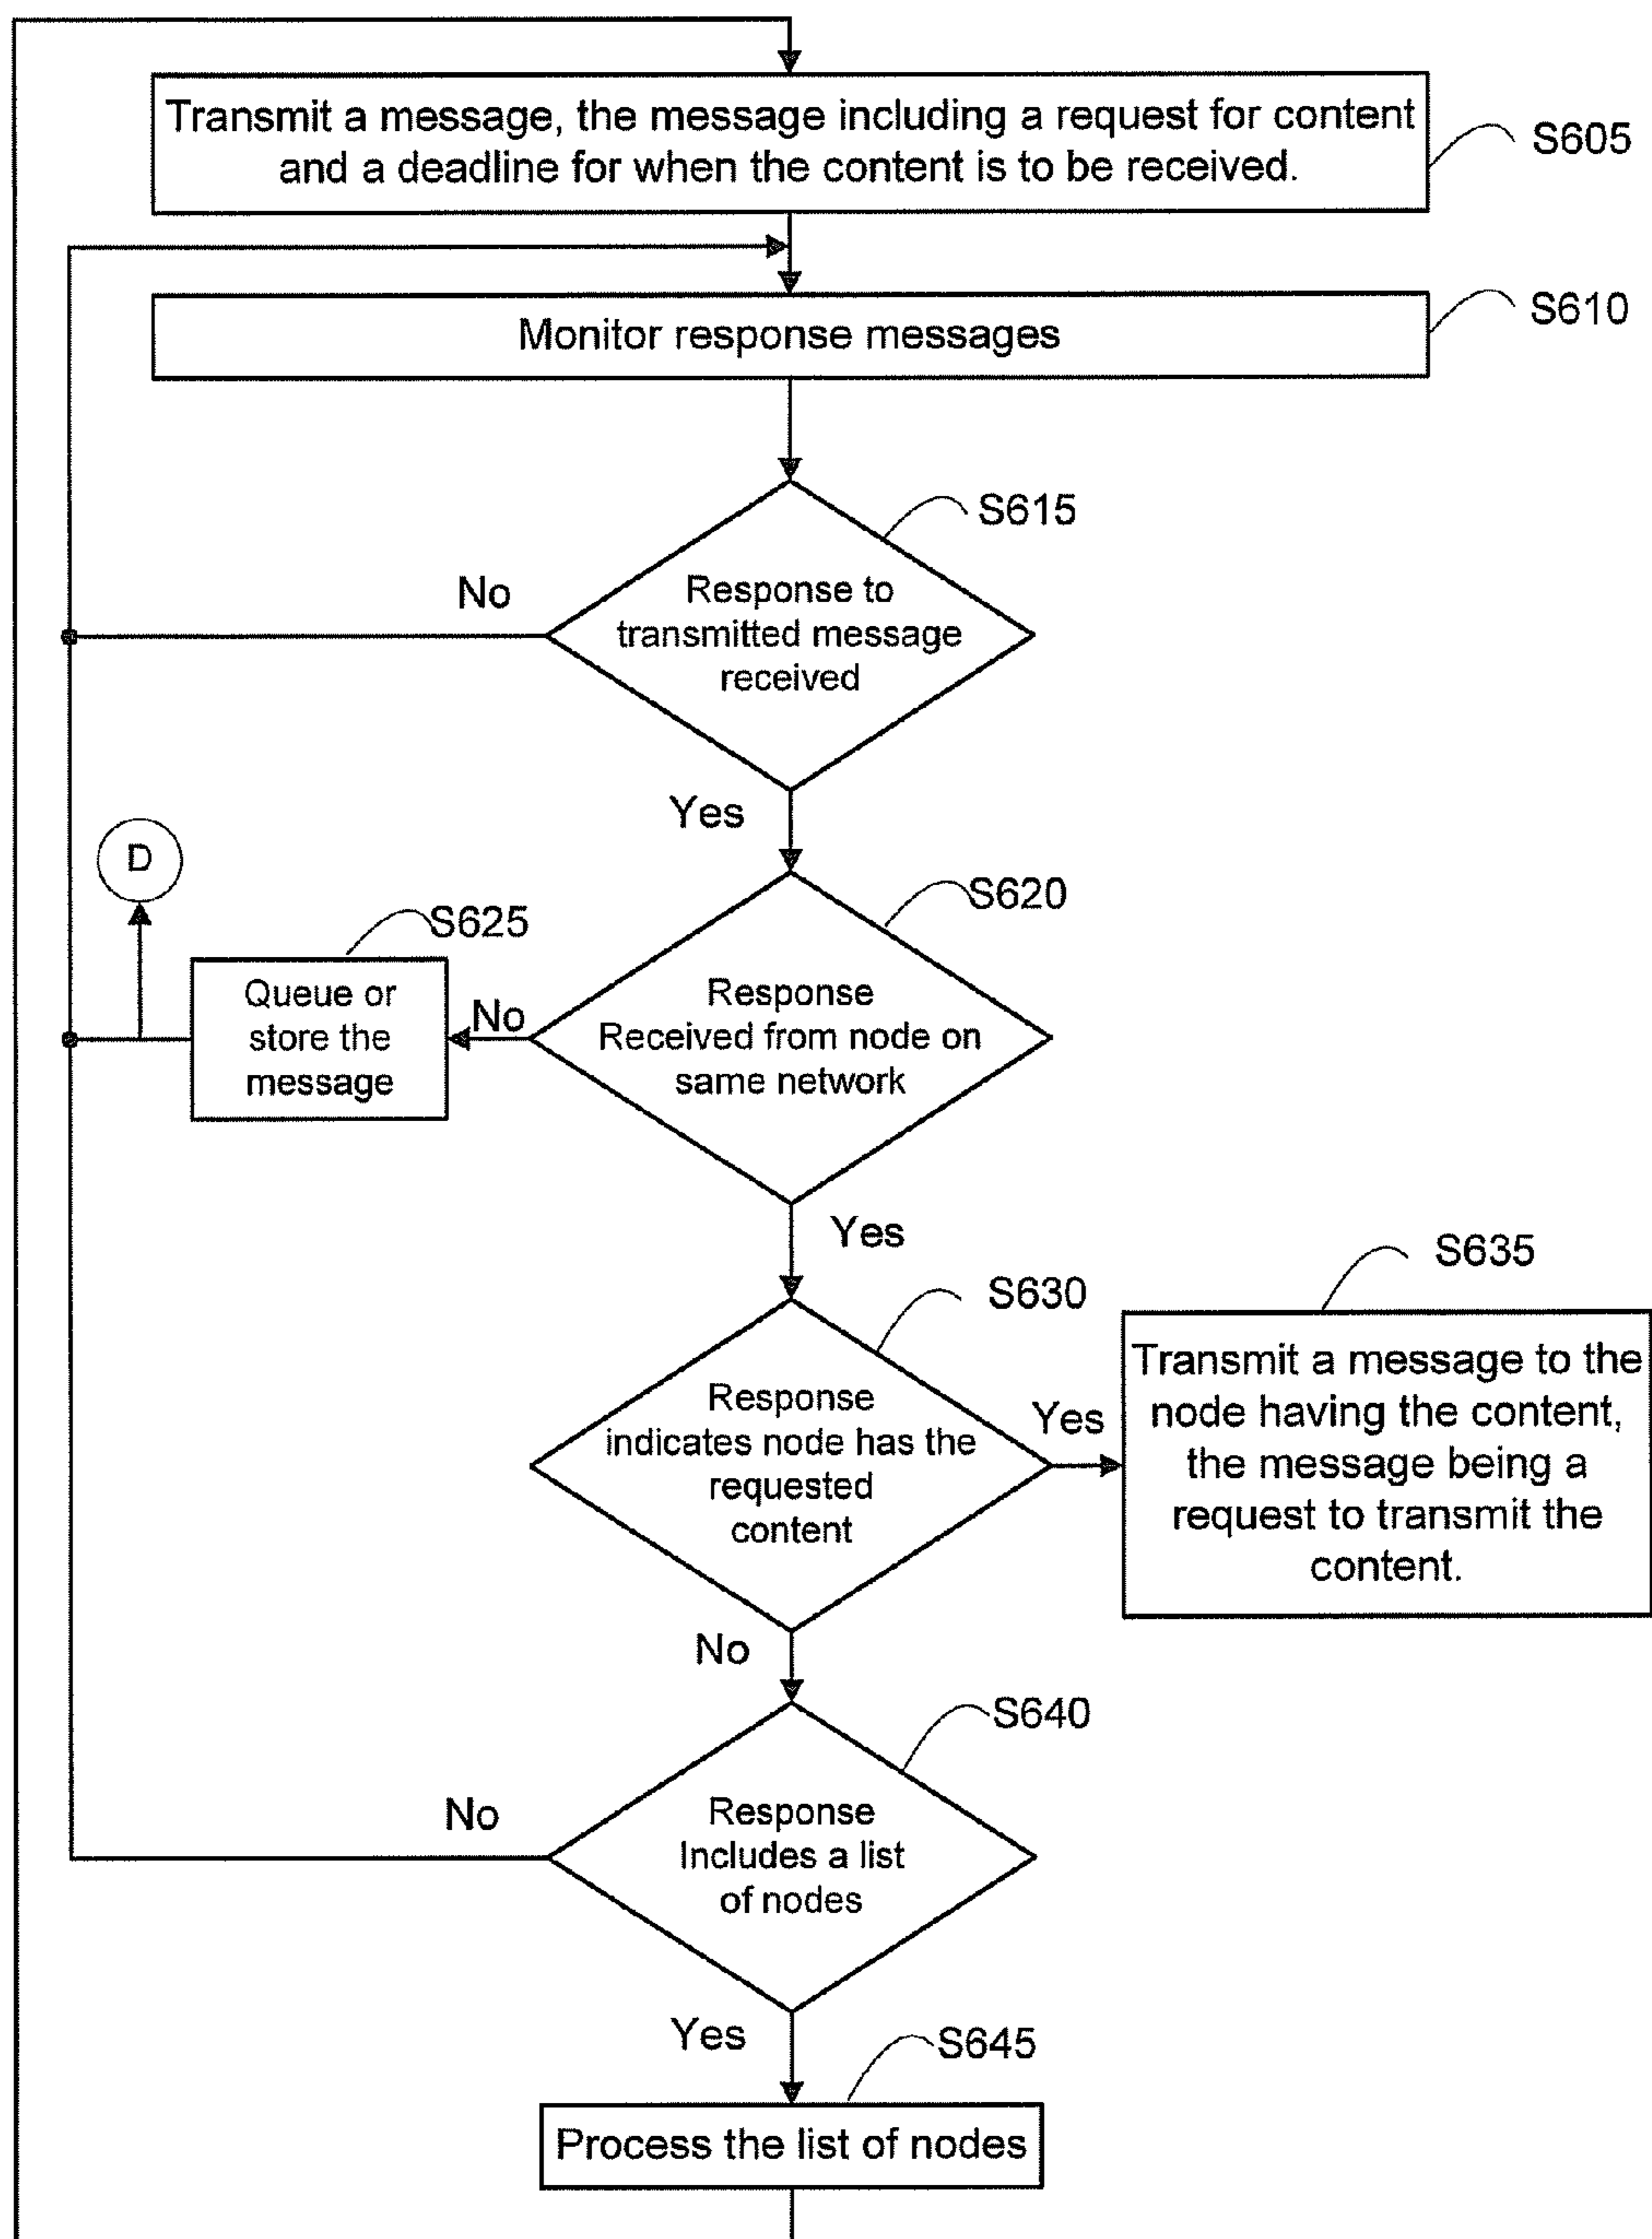 Transmit a message, the message including a request for content
and a deadline for when the content is to be received.
S605
Monitor response messages
S610
S615
No
Response to
transmitted message
received
Yes
D
S620
S625
Queue or
store the
message
No
Response
Received from node on
same network
Yes
S635
S630
Transmit a message to the
node having the content,
the message being a
request to transmit the
content.
Response
indicates node has the
requested
content
Yes
No
S640
No
Response
Includes a list
of nodes
Yes
S645
Process the list of nodes